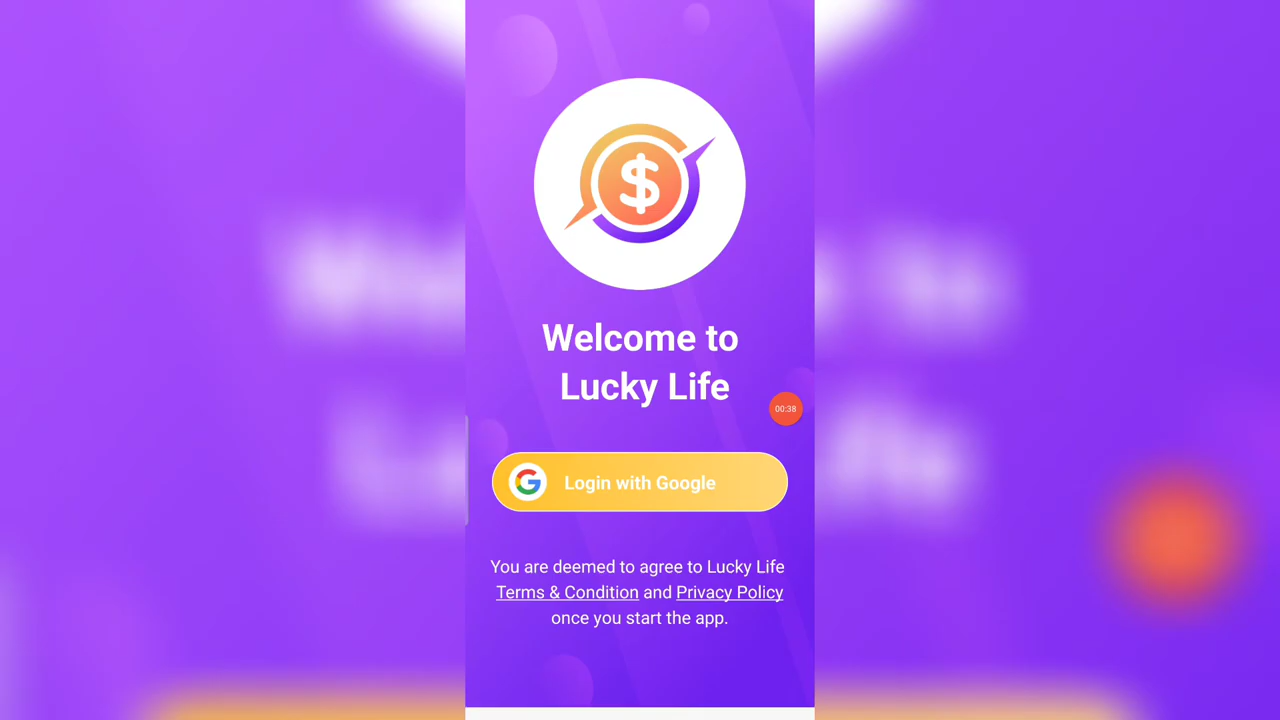 $
Welcome to
Lucky Life
00:38
Login with Google
You are deemed to agree to Lucky Life
Terms & Condition and Privacy Policy
once you start the app.